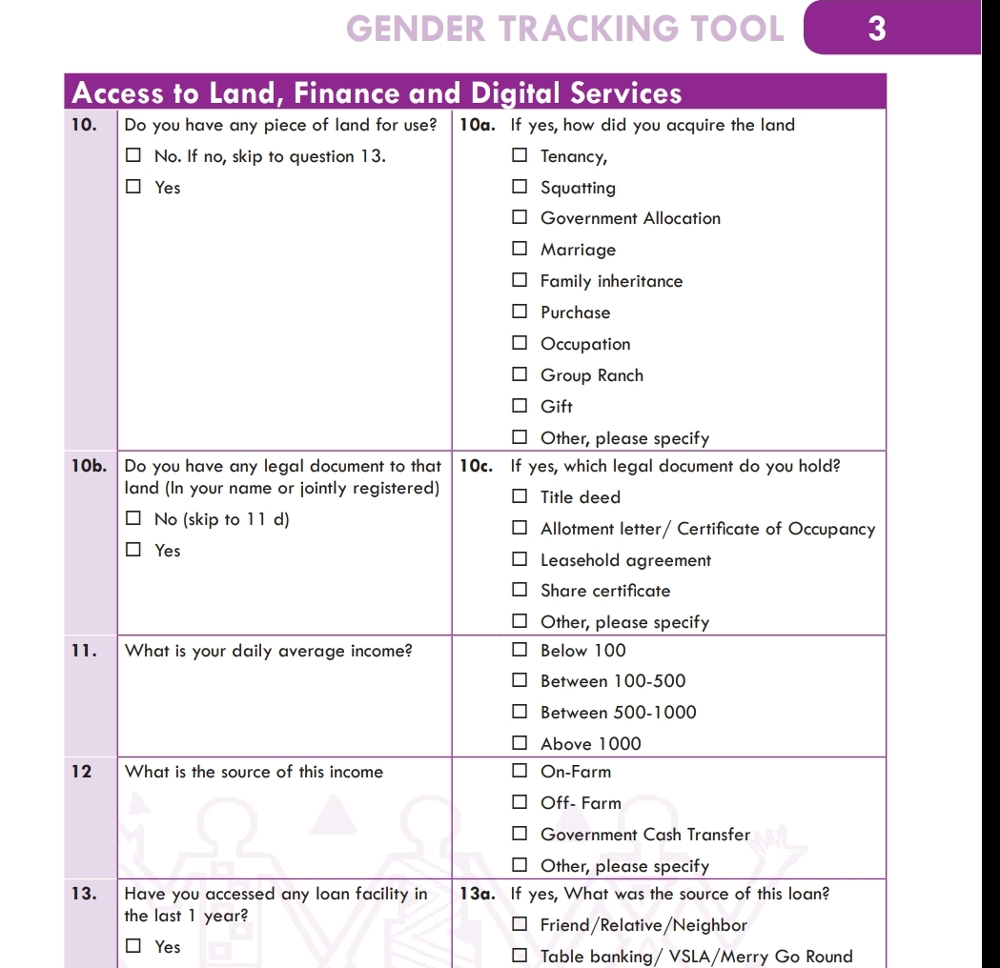 GENDER TRACKING TOOL 3
Access to Land, Finance and Digital Services
10. Do you have any piece of land for use?
☐ No. If no, skip to question 13.
☐ Yes
10a. If yes, how did you acquire the land
☐ Tenancy,
☐ Squatting
☐ Government Allocation
☐ Marriage
☐ Family inheritance
☐ Purchase
☐ Occupation
☐ Group Ranch
☐ Gift
☐ Other, please specify
10b. Do you have any legal document to that
land (In your name or jointly registered)
☐ No (skip to 11 d)
☐ Yes
10c. If yes, which legal document do you hold?
☐ Title deed
☐ Allotment letter/ Certificate of Occupancy
☐ Leasehold agreement
☐ Share certificate
☐ Other, please specify
11. What is your daily average income?
☐ Below 100
☐ Between 100-500
☐ Between 500-1000
☐ Above 1000
12 What is the source of this income
☐ On-Farm
☐ Off- Farm
☐ Government Cash Transfer
☐ Other, please specify
13. Have you accessed any loan facility in
the last 1 year?
☐ Yes
13a. If yes, What was the source of this loan?
☐ Friend/Relative/Neighbor
☐ Table banking/ VSLA/Merry Go Round